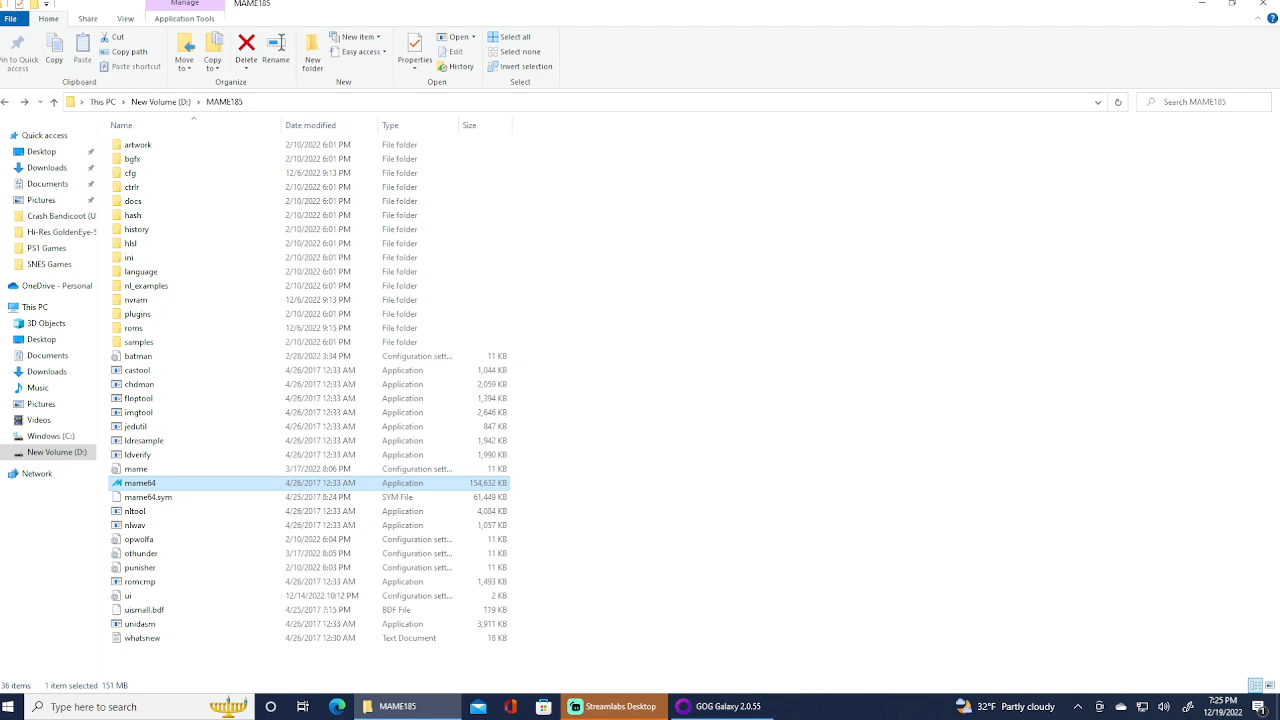 Manage
MAME185
File
Home
Share
View
Application Tools
Pin to Quick access
Copy
Paste
Cut
Copy path
Paste shortcut
Clipboard
Move to
Copy to
Delete
Rename
Organize
New folder
New item
Easy access
New
Properties
Open
Edit
History
Open
Select all
Select none
Invert selection
Select
This PC > New Volume (D:) > MAME185
Search MAME185
Name Date modified Type Size
Quick access
Desktop
Downloads
Documents
Pictures
Crash Bandicoot (U
Hi-Res GoldenEye-S
PS1 Games
SNES Games
OneDrive - Personal
This PC
3D Objects
Desktop
Documents
Downloads
Music
Pictures
Videos
Windows (C:)
New Volume (D:)
Network
artwork 2/10/2022 6:01 PM File folder
bgfx 2/10/2022 6:01 PM File folder
cfg 12/6/2022 9:13 PM File folder
ctrlr 2/10/2022 6:01 PM File folder
docs 2/10/2022 6:01 PM File folder
hash 2/10/2022 6:01 PM File folder
history 2/10/2022 6:01 PM File folder
hlsl 2/10/2022 6:01 PM File folder
ini 2/10/2022 6:01 PM File folder
language 2/10/2022 6:01 PM File folder
nl_examples 2/10/2022 6:01 PM File folder
nvram 12/6/2022 9:13 PM File folder
plugins 2/10/2022 6:01 PM File folder
roms 12/6/2022 9:15 PM File folder
samples 2/10/2022 6:01 PM File folder
batman 2/28/2022 3:34 PM Configuration sett... 11 KB
castool 4/26/2017 12:33 AM Application 1,044 KB
chdman 4/26/2017 12:33 AM Application 2,059 KB
floptool 4/26/2017 12:33 AM Application 1,394 KB
imgtool 4/26/2017 12:33 AM Application 2,646 KB
jedutil 4/26/2017 12:33 AM Application 847 KB
ldresample 4/26/2017 12:33 AM Application 1,942 KB
ldverify 4/26/2017 12:33 AM Application 1,990 KB
mame 3/17/2022 8:06 PM Configuration sett... 11 KB
mame64 4/26/2017 12:33 AM Application 154,632 KB
mame64.sym 4/25/2017 8:24 PM SYM File 61,449 KB
nltool 4/26/2017 12:33 AM Application 4,084 KB
nlwav 4/26/2017 12:33 AM Application 1,057 KB
opwolfa 2/10/2022 6:04 PM Configuration sett... 11 KB
othunder 3/17/2022 8:05 PM Configuration sett... 11 KB
punisher 2/10/2022 6:03 PM Configuration sett... 11 KB
romcmp 4/26/2017 12:33 AM Application 1,493 KB
ui 12/14/2022 10:12 PM Configuration sett... 2 KB
uismall.bdf 4/25/2017 7:15 PM BDF File 119 KB
unidasm 4/26/2017 12:33 AM Application 3,911 KB
whatsnew 4/26/2017 12:30 AM Text Document 18 KB
36 items 1 item selected 151 MB
Type here to search
MAME185
Streamlabs Desktop
GOG Galaxy 2.0.55
32°F Partly cloudy
7:25 PM
12/19/2022